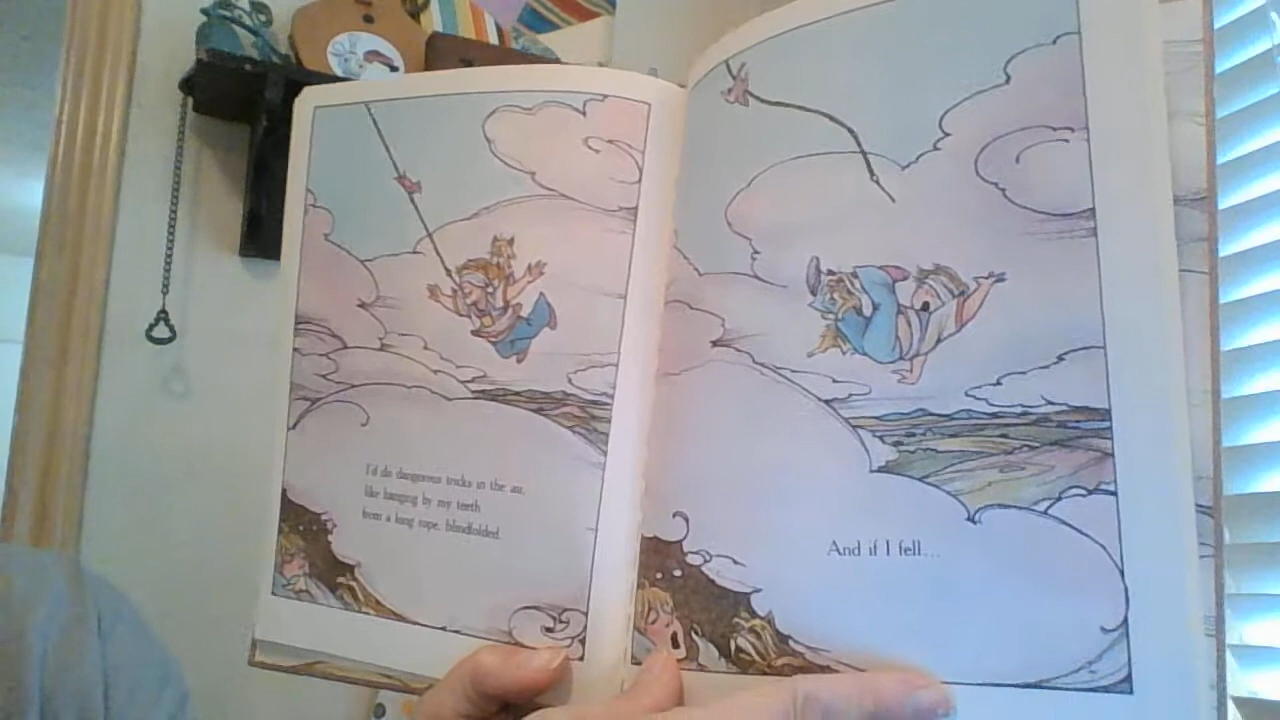 I'd do dangerous tricks in the air,
like hanging by my teeth
from a long rope, blindfolded.
And if I fell...